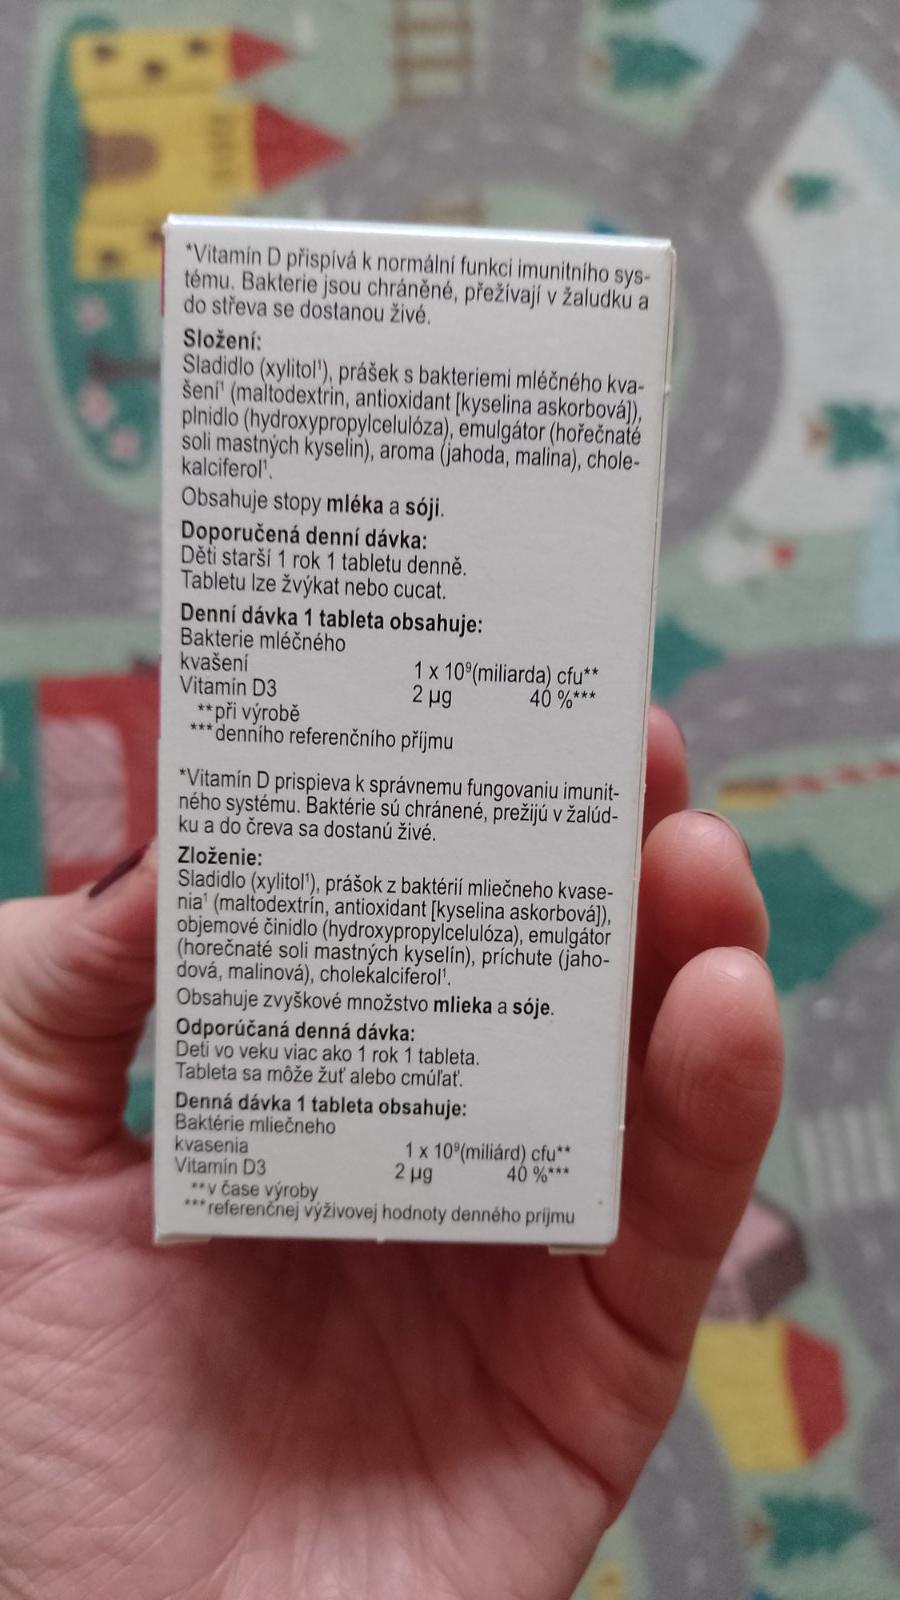 *Vitamín D přispívá k normální funkci imunitního sys-
tému. Bakterie jsou chráněné, přežívají v žaludku a
do střeva se dostanou živé.
Složení:
Sladidlo (xylitol¹), prášek s bakteriemi mléčného kva-
šení¹ (maltodextrin, antioxidant [kyselina askorbová]),
plnidlo (hydroxypropylcelulóza), emulgátor (hořečnaté
soli mastných kyselin), aroma (jahoda, malina), chole-
kalciferol¹.
Obsahuje stopy mléka a sóji.
Doporučená denní dávka:
Děti starší 1 rok 1 tabletu denně.
Tabletu lze žvýkat nebo cucat.
Denní dávka 1 tableta obsahuje:
Bakterie mléčného
kvašení 1 x 10⁹(miliarda) cfu**
Vitamín D3 2 µg 40 %***
**při výrobě
***denního referenčního příjmu
*Vitamín D prispieva k správnemu fungovaniu imunit-
ného systému. Baktérie sú chránené, prežijú v žalúd-
ku a do čreva sa dostanú živé.
Zloženie:
Sladidlo (xylitol¹), prášok z baktérií mliečneho kvase-
nia¹ (maltodextrín, antioxidant [kyselina askorbová]),
objemové činidlo (hydroxypropylcelulóza), emulgátor
(horečnaté soli mastných kyselín), príchute (jaho-
dová, malinová), cholekalciferol¹.
Obsahuje zvyškové množstvo mlieka a sóje.
Odporúčaná denná dávka:
Deti vo veku viac ako 1 rok 1 tableta.
Tableta sa môže žuť alebo cmúľať.
Denná dávka 1 tableta obsahuje:
Baktérie mliečneho
kvasenia 1 x 10⁹(miliárd) cfu**
Vitamín D3 2 µg 40 %***
**v čase výroby
***referenčnej výživovej hodnoty denného príjmu